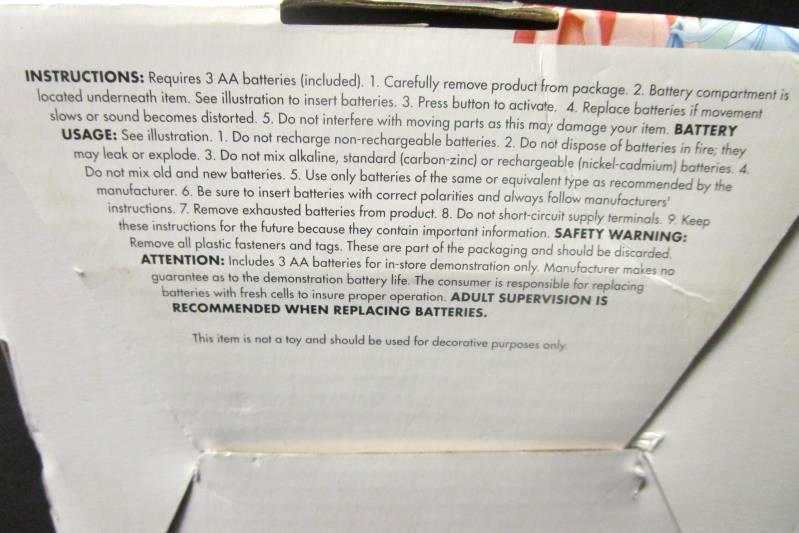 INSTRUCTIONS: Requires 3 AA batteries (included). 1. Carefully remove product from package. 2. Battery compartment is
located underneath item. See illustration to insert batteries. 3. Press button to activate. 4. Replace batteries if movement
slows or sound becomes distorted. 5. Do not interfere with moving parts as this may damage your item. BATTERY
USAGE: See illustration. 1. Do not recharge non-rechargeable batteries. 2. Do not dispose of batteries in fire; they
may leak or explode. 3. Do not mix alkaline, standard (carbon-zinc) or rechargeable (nickel-cadmium) batteries. 4.
Do not mix old and new batteries. 5. Use only batteries of the same or equivalent type as recommended by the
manufacturer. 6. Be sure to insert batteries with correct polarities and always follow manufacturers'
instructions. 7. Remove exhausted batteries from product. 8. Do not short-circuit supply terminals. 9. Keep
these instructions for the future because they contain important information. SAFETY WARNING:
Remove all plastic fasteners and tags. These are part of the packaging and should be discarded.
ATTENTION: Includes 3 AA batteries for in-store demonstration only. Manufacturer makes no
guarantee as to the demonstration battery life. The consumer is responsible for replacing
batteries with fresh cells to insure proper operation. ADULT SUPERVISION IS
RECOMMENDED WHEN REPLACING BATTERIES.
This item is not a toy and should be used for decorative purposes only.